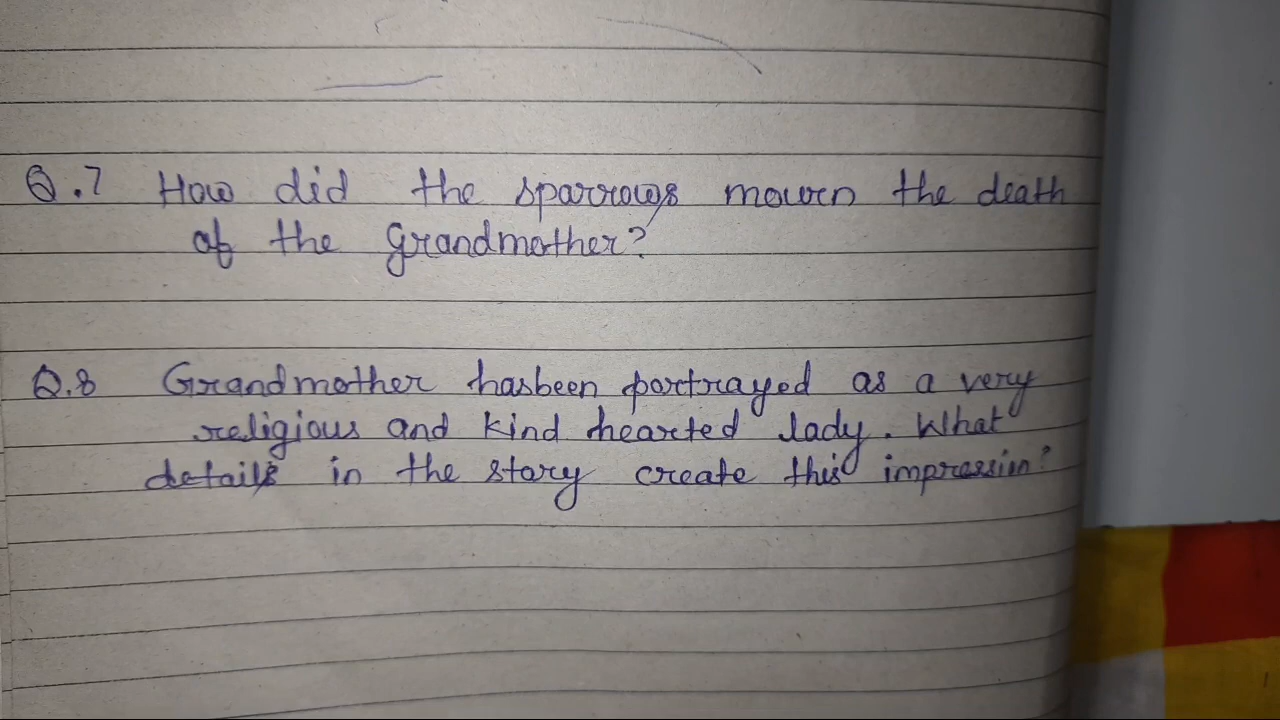 Q.7 How did the sparrows mourn the death
of the grandmother?
Q.8 Grandmother hasbeen portrayed as a very
religious and kind hearted lady. What
details in the story create this impression?